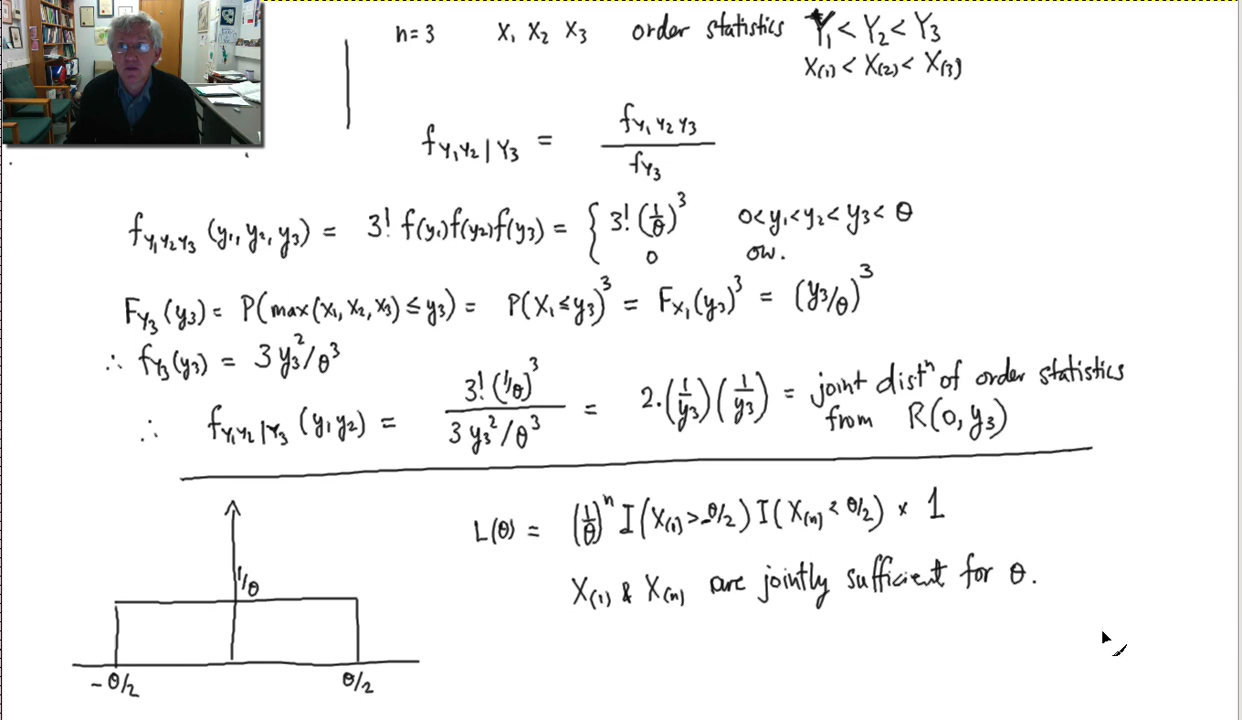 n=3 X₁ X₂ X₃ order statistics Y₁ < Y₂ < Y₃
X₍₁₎ < X₍₂₎ < X₍₃₎
f_{Y₁Y₂|Y₃} = f_{Y₁Y₂Y₃} / f_{Y₃}
f_{Y₁Y₂Y₃}(y₁, y₂, y₃) = 3! f(y₁)f(y₂)f(y₃) = { 3! (1/θ)³ 0<y₁<y₂<y₃<θ
0 ow.
F_{Y₃}(y₃) = P(max(X₁, X₂, X₃) ≤ y₃) = P(X₁ ≤ y₃)³ = F_{X₁}(y₃)³ = (y₃/θ)³
∴ f_{Y₃}(y₃) = 3y₃²/θ³
∴ f_{Y₁Y₂|Y₃}(y₁y₂) = 3! (1/θ)³ / 3y₃²/θ³ = 2·(1/y₃)(1/y₃) = joint distⁿ of order statistics
from R(0, y₃)
L(θ) = (1/θ)ⁿ I(X₍₁₎ > -θ/2) I(X₍ₙ₎ < θ/2) × 1
1/θ
X₍₁₎ & X₍ₙ₎ are jointly sufficient for θ.
-θ/2 θ/2